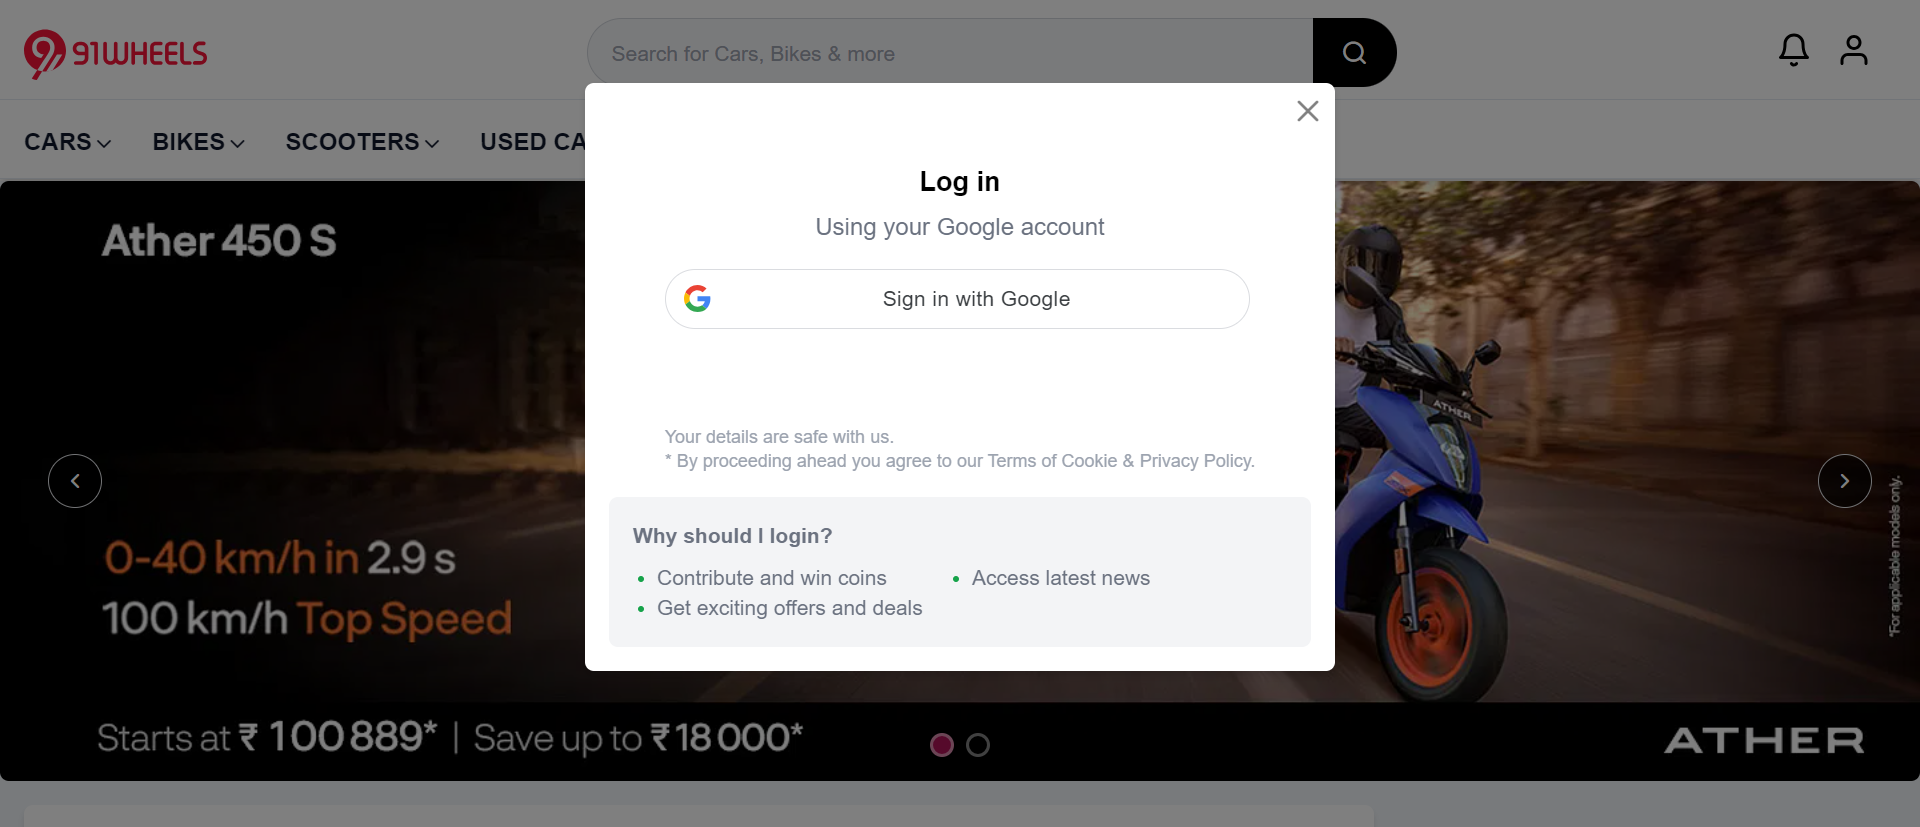 91WHEELS
Search for Cars, Bikes & more
CARS BIKES SCOOTERS USED CA
Log in
Using your Google account
Sign in with Google
Your details are safe with us.
* By proceeding ahead you agree to our Terms of Cookie & Privacy Policy.
Why should I login?
Contribute and win coins
Access latest news
Get exciting offers and deals
Ather 450 S
0-40 km/h in 2.9 s
100 km/h Top Speed
ATHER
*For applicable models only.
Starts at ₹ 100 889* | Save up to ₹18 000*
ATHER